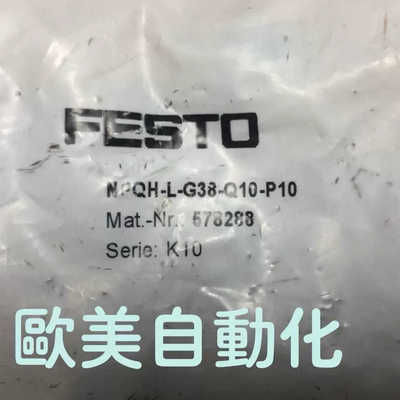 FESTO
NPQH-L-G38-Q10-P10
Mat.-Nr.: 578288
Serie: K10
歐美自動化